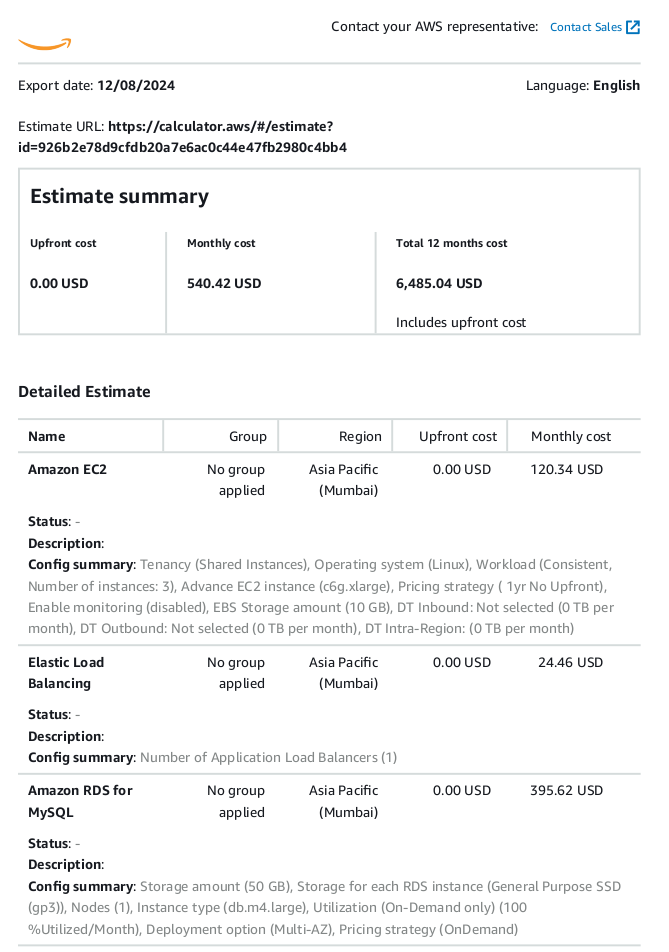 Contact your AWS representative: Contact Sales
Export date: 12/08/2024 Language: English
Estimate URL: https://calculator.aws/#/estimate?
id=926b2e78d9cfdb20a7e6ac0c44e47fb2980c4bb4
Estimate summary
Upfront cost Monthly cost Total 12 months cost
0.00 USD 540.42 USD 6,485.04 USD
Includes upfront cost
Detailed Estimate
Name Group Region Upfront cost Monthly cost
Amazon EC2 No group Asia Pacific 0.00 USD 120.34 USD
applied (Mumbai)
Status: -
Description:
Config summary: Tenancy (Shared Instances), Operating system (Linux), Workload (Consistent,
Number of instances: 3), Advance EC2 instance (c6g.xlarge), Pricing strategy ( 1yr No Upfront),
Enable monitoring (disabled), EBS Storage amount (10 GB), DT Inbound: Not selected (0 TB per
month), DT Outbound: Not selected (0 TB per month), DT Intra-Region: (0 TB per month)
Elastic Load No group Asia Pacific 0.00 USD 24.46 USD
Balancing applied (Mumbai)
Status: -
Description:
Config summary: Number of Application Load Balancers (1)
Amazon RDS for No group Asia Pacific 0.00 USD 395.62 USD
MySQL applied (Mumbai)
Status: -
Description:
Config summary: Storage amount (50 GB), Storage for each RDS instance (General Purpose SSD
(gp3)), Nodes (1), Instance type (db.m4.large), Utilization (On-Demand only) (100
%Utilized/Month), Deployment option (Multi-AZ), Pricing strategy (OnDemand)